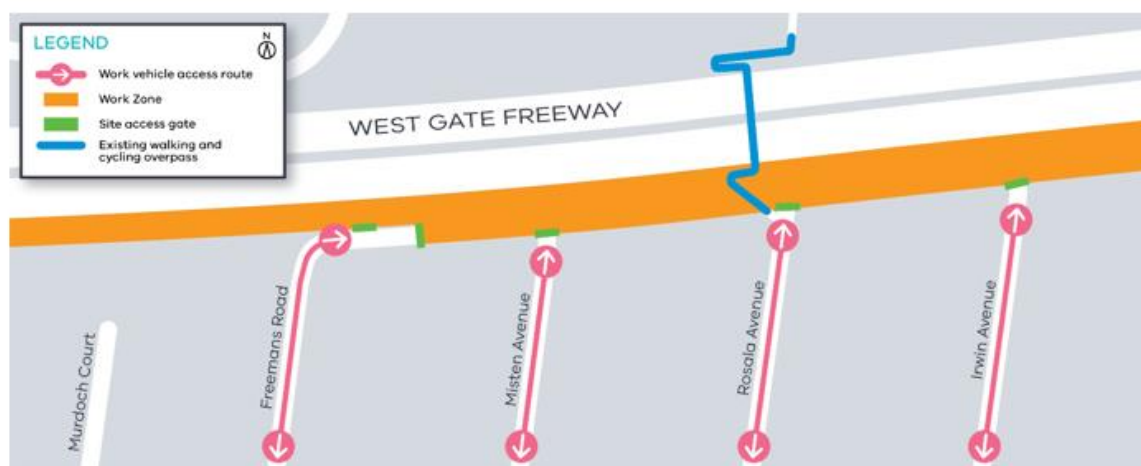 LEGEND
N
Work vehicle access route
Work Zone
Site access gate
Existing walking and
cycling overpass
WEST GATE FREEWAY
Murdoch Court
Freemans Road
Misten Avenue
Rosala Avenue
Irwin Avenue